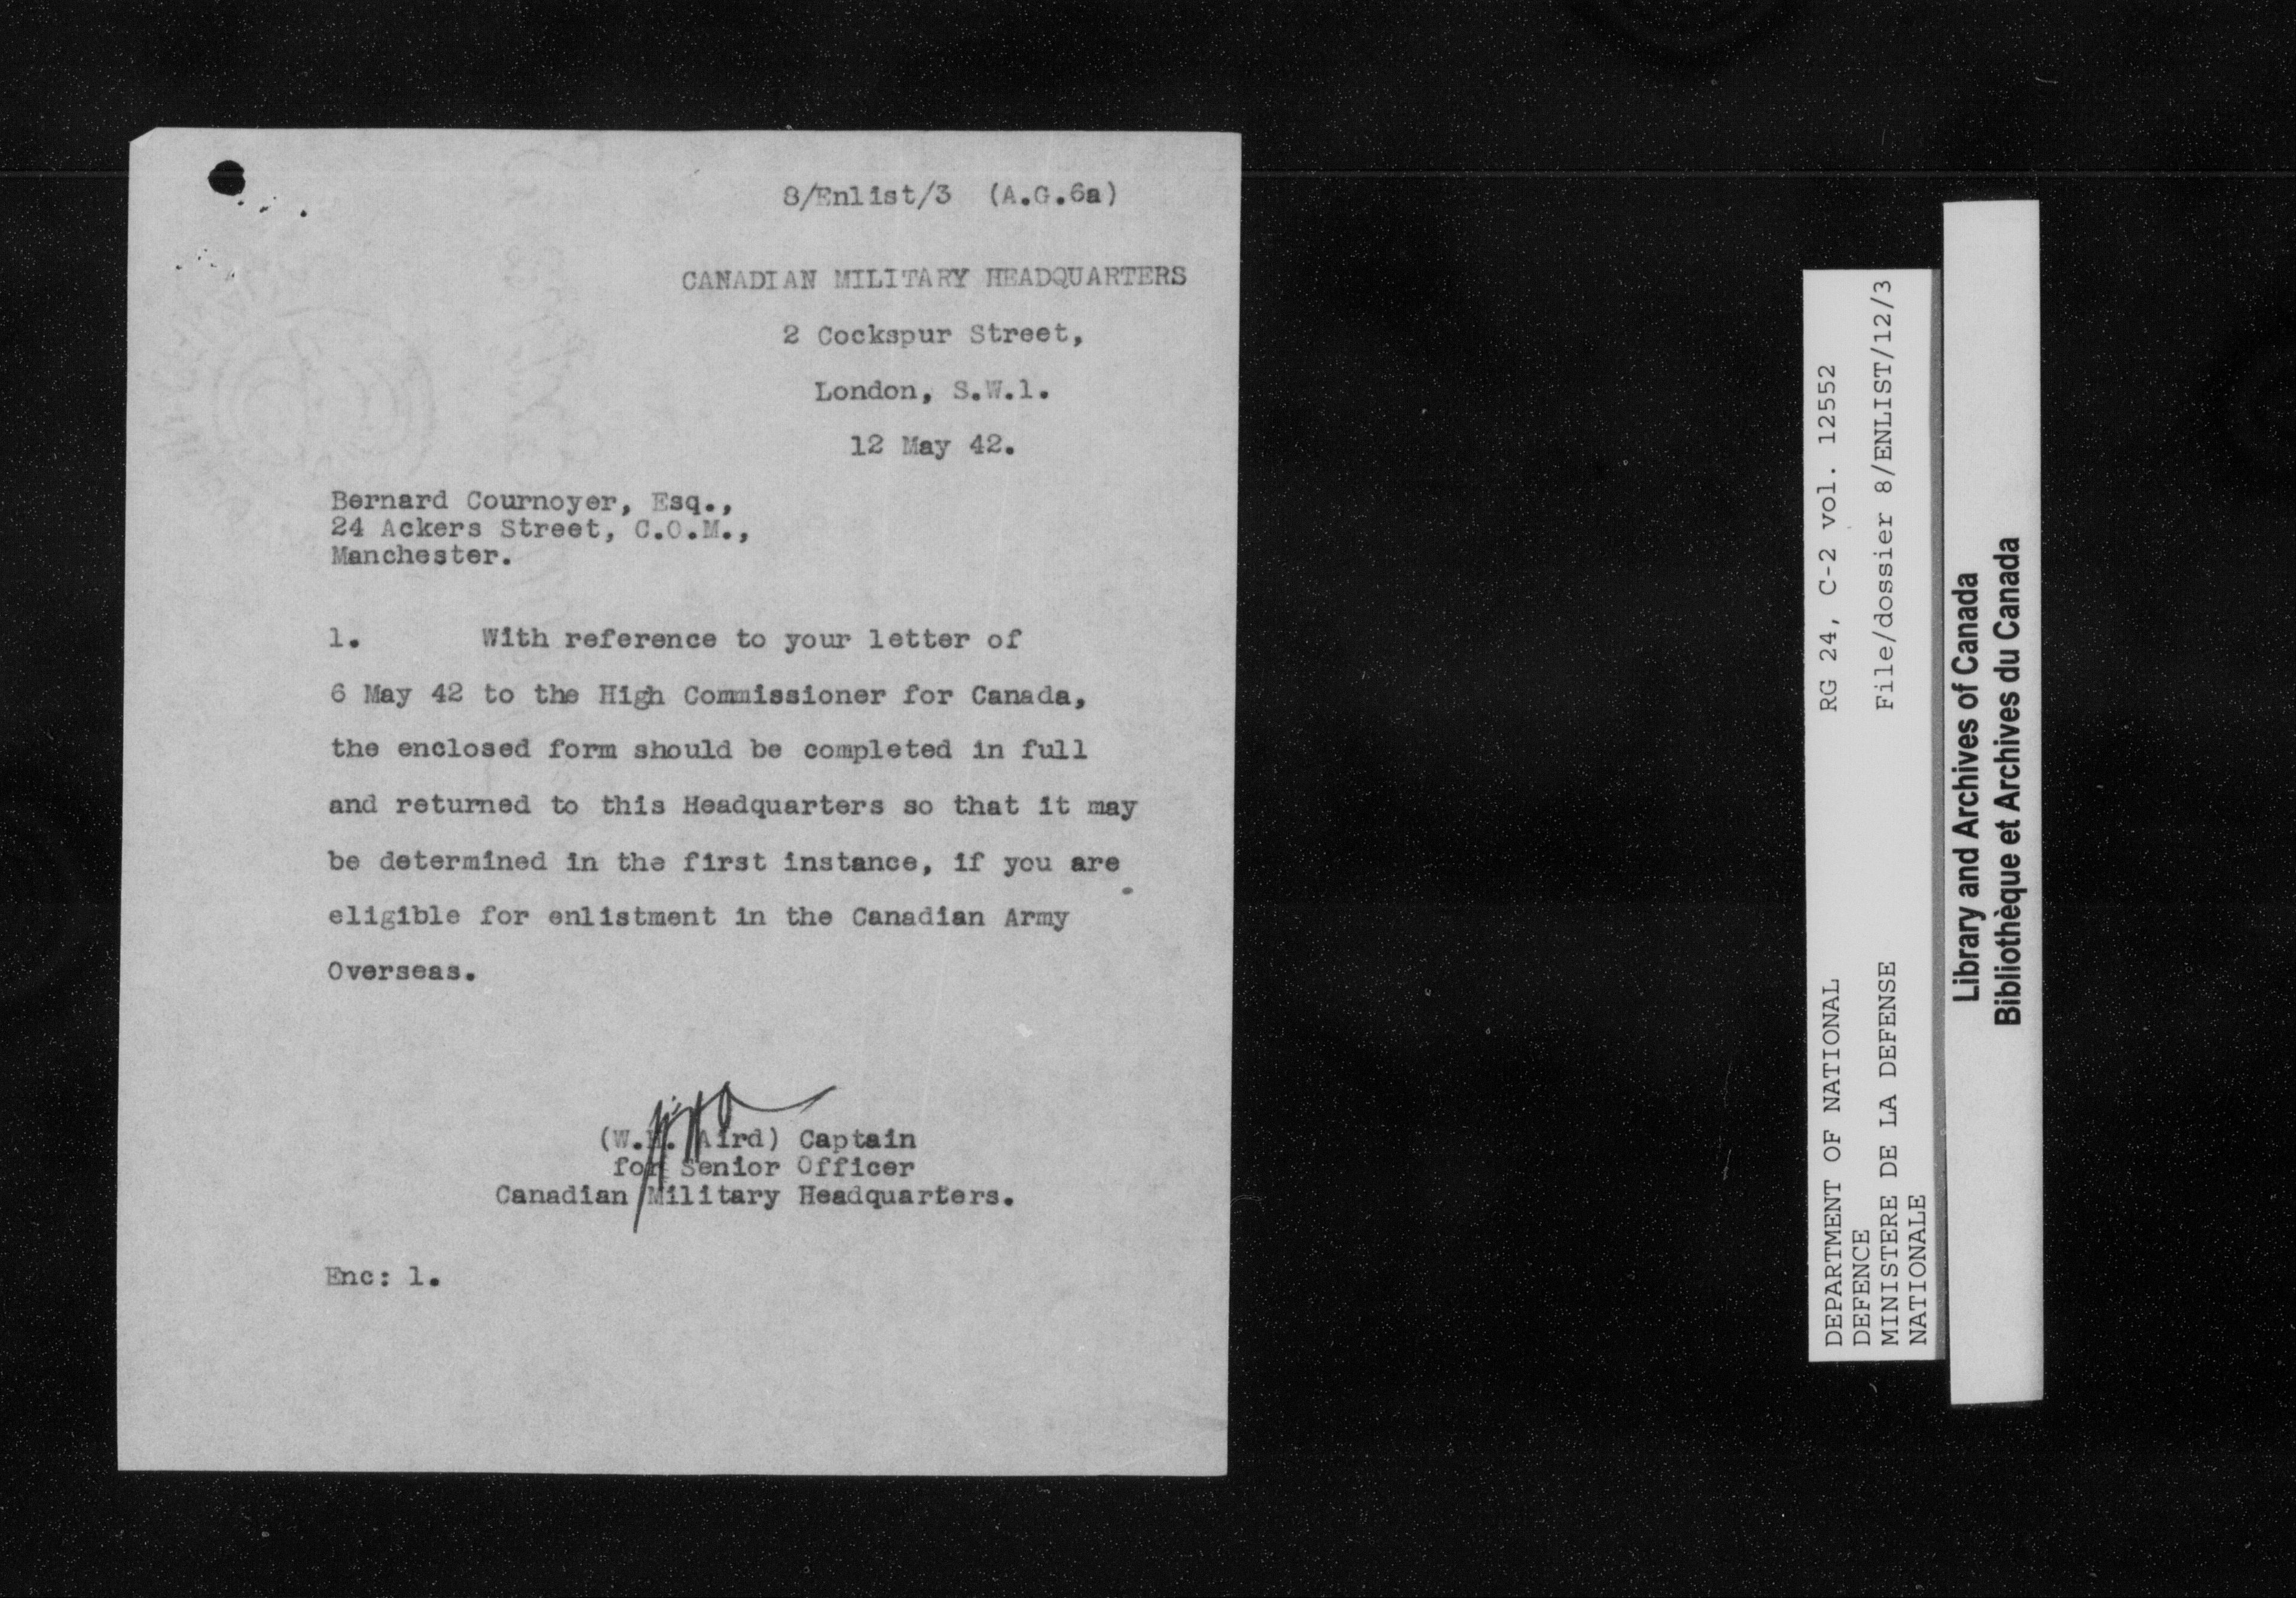 8/Enlist/3 (A.G.6a)
CANADIAN MILITARY HEADQUARTERS
2 Cockspur Street,
London, S.W.1.
12 May 42.
Bernard Cournoyer, Esq.,
24 Ackers Street, C.O.M.,
Manchester.
1. With reference to your letter of
6 May 42 to the High Commissioner for Canada,
the enclosed form should be completed in full
and returned to this Headquarters so that it may
be determined in the first instance, if you are
eligible for enlistment in the Canadian Army
Overseas.
(W. Aird) Captain
for Senior Officer
Canadian Military Headquarters.
Enc: 1.
RG 24, C-2 vol. 12552
File/dossier 8/ENLIST/12/3
DEPARTMENT OF NATIONAL
DEFENCE
MINISTERE DE LA DEFENSE
NATIONALE
Library and Archives of Canada
Bibliothèque et Archives du Canada